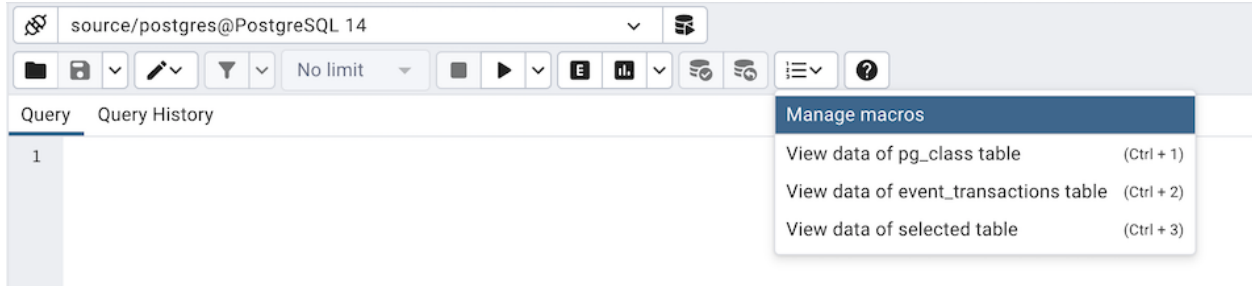 source/postgres@PostgreSQL 14
No limit
E
Query Query History
1
Manage macros
View data of pg_class table (Ctrl + 1)
View data of event_transactions table (Ctrl + 2)
View data of selected table (Ctrl + 3)